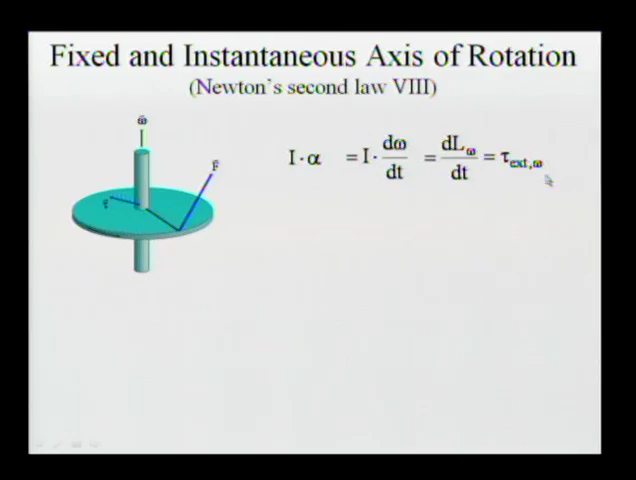 Fixed and Instantaneous Axis of Rotation
(Newton's second law VIII)
ω
F
I·α = I· dω/dt = dL_ω/dt = τ_ext,ω